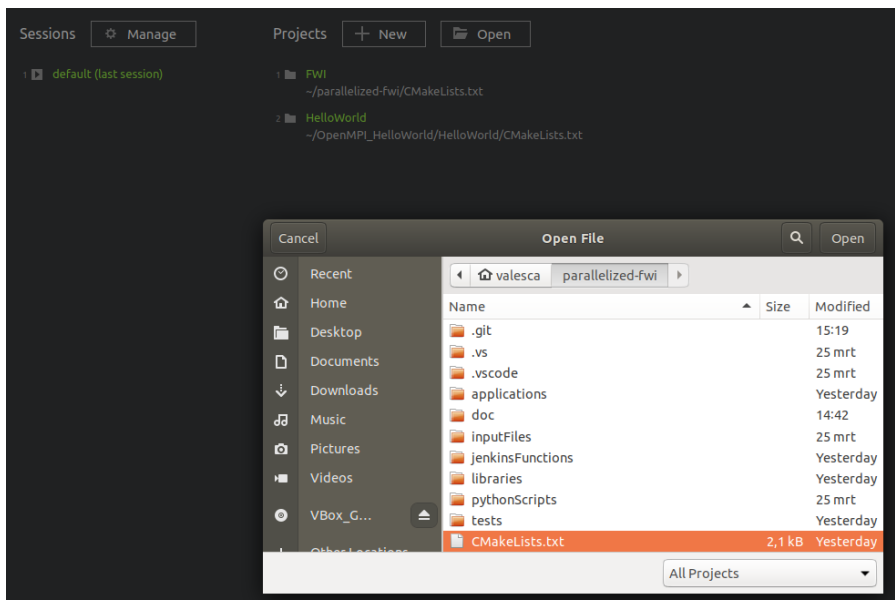 Sessions Manage Projects New Open
1 default (last session)
1 FWI
~/parallelized-fwi/CMakeLists.txt
2 HelloWorld
~/OpenMPI_HelloWorld/HelloWorld/CMakeLists.txt
Cancel Open File Open
Recent
Home
Desktop
Documents
Downloads
Music
Pictures
Videos
VBox_G...
Other Locations
valesca parallelized-fwi
Name Size Modified
.git 15:19
.vs 25 mrt
.vscode 25 mrt
applications Yesterday
doc 14:42
inputFiles 25 mrt
jenkinsFunctions Yesterday
libraries Yesterday
pythonScripts 25 mrt
tests Yesterday
CMakeLists.txt 2,1 kB Yesterday
All Projects